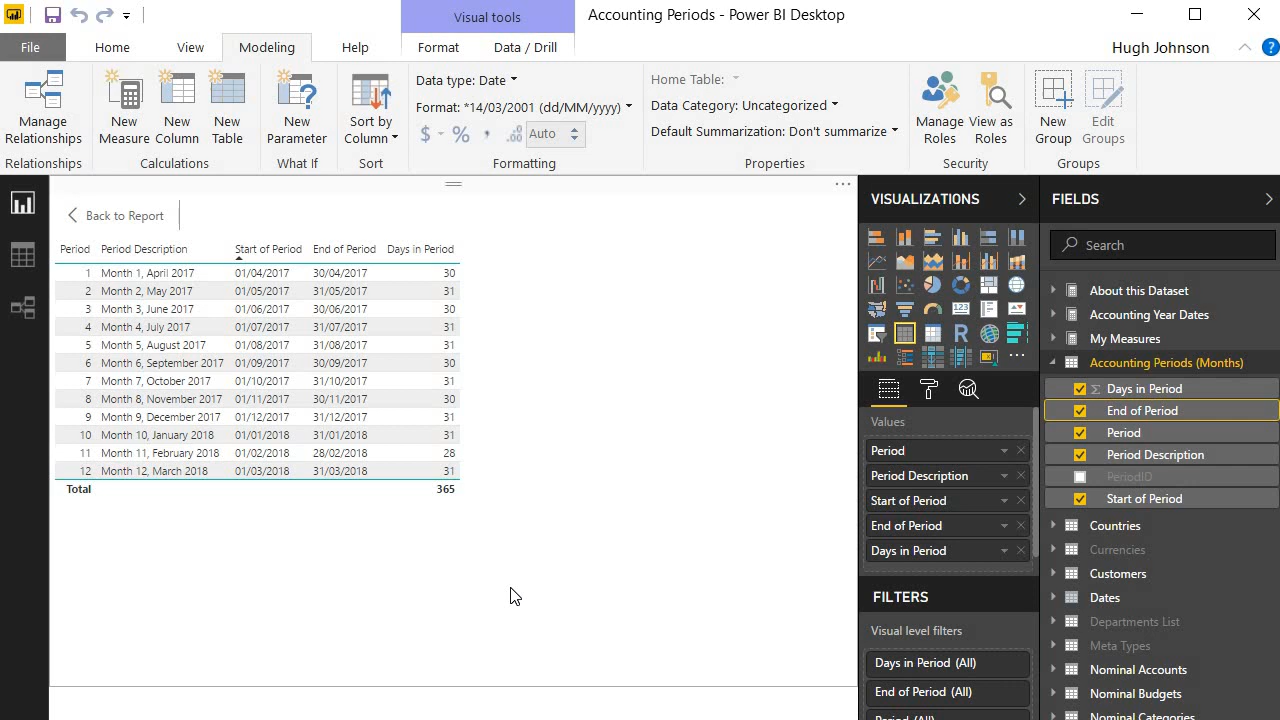 Visual tools
Accounting Periods - Power BI Desktop
File
Home
View
Modeling
Help
Format
Data / Drill
Hugh Johnson
?
Manage Relationships
Relationships
New Measure
New Column
New Table
Calculations
New Parameter
What If
Sort by Column
Sort
Data type: Date
Format: *14/03/2001 (dd/MM/yyyy)
$ % , .00 Auto
Formatting
Home Table:
Data Category: Uncategorized
Default Summarization: Don't summarize
Properties
Manage Roles
View as Roles
Security
New Group
Edit Groups
Groups
Back to Report
Period Period Description Start of Period End of Period Days in Period
1 Month 1, April 2017 01/04/2017 30/04/2017 30
2 Month 2, May 2017 01/05/2017 31/05/2017 31
3 Month 3, June 2017 01/06/2017 30/06/2017 30
4 Month 4, July 2017 01/07/2017 31/07/2017 31
5 Month 5, August 2017 01/08/2017 31/08/2017 31
6 Month 6, September 2017 01/09/2017 30/09/2017 30
7 Month 7, October 2017 01/10/2017 31/10/2017 31
8 Month 8, November 2017 01/11/2017 30/11/2017 30
9 Month 9, December 2017 01/12/2017 31/12/2017 31
10 Month 10, January 2018 01/01/2018 31/01/2018 31
11 Month 11, February 2018 01/02/2018 28/02/2018 28
12 Month 12, March 2018 01/03/2018 31/03/2018 31
Total 365
VISUALIZATIONS
123
R
Values
Period
Period Description
Start of Period
End of Period
Days in Period
FILTERS
Visual level filters
Days in Period (All)
End of Period (All)
Period (All)
FIELDS
Search
About this Dataset
Accounting Year Dates
My Measures
Accounting Periods (Months)
Σ Days in Period
End of Period
Period
Period Description
PeriodID
Start of Period
Countries
Currencies
Customers
Dates
Departments List
Meta Types
Nominal Accounts
Nominal Budgets
Nominal Categories